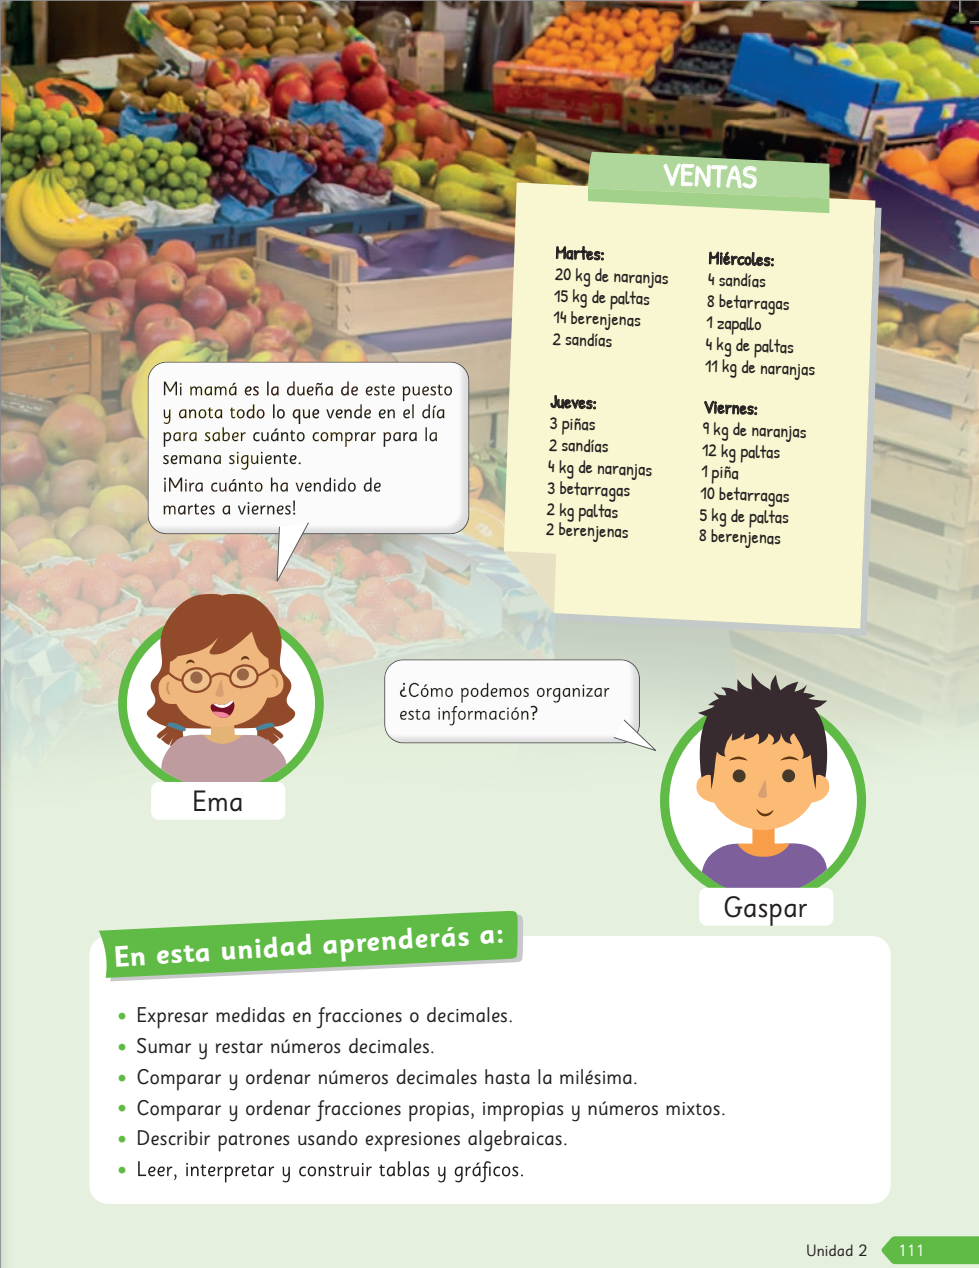 VENTAS
Martes:
20 kg de naranjas
15 kg de paltas
14 berenjenas
2 sandías
Miércoles:
4 sandías
8 betarragas
1 zapallo
4 kg de paltas
11 kg de naranjas
Jueves:
3 piñas
2 sandías
4 kg de naranjas
3 betarragas
2 kg paltas
2 berenjenas
Viernes:
9 kg de naranjas
12 kg paltas
1 piña
10 betarragas
5 kg de paltas
8 berenjenas
Mi mamá es la dueña de este puesto
y anota todo lo que vende en el día
para saber cuánto comprar para la
semana siguiente.
¡Mira cuánto ha vendido de
martes a viernes!
Ema
¿Cómo podemos organizar
esta información?
Gaspar
En esta unidad aprenderás a:
• Expresar medidas en fracciones o decimales.
• Sumar y restar números decimales.
• Comparar y ordenar números decimales hasta la milésima.
• Comparar y ordenar fracciones propias, impropias y números mixtos.
• Describir patrones usando expresiones algebraicas.
• Leer, interpretar y construir tablas y gráficos.
Unidad 2
111